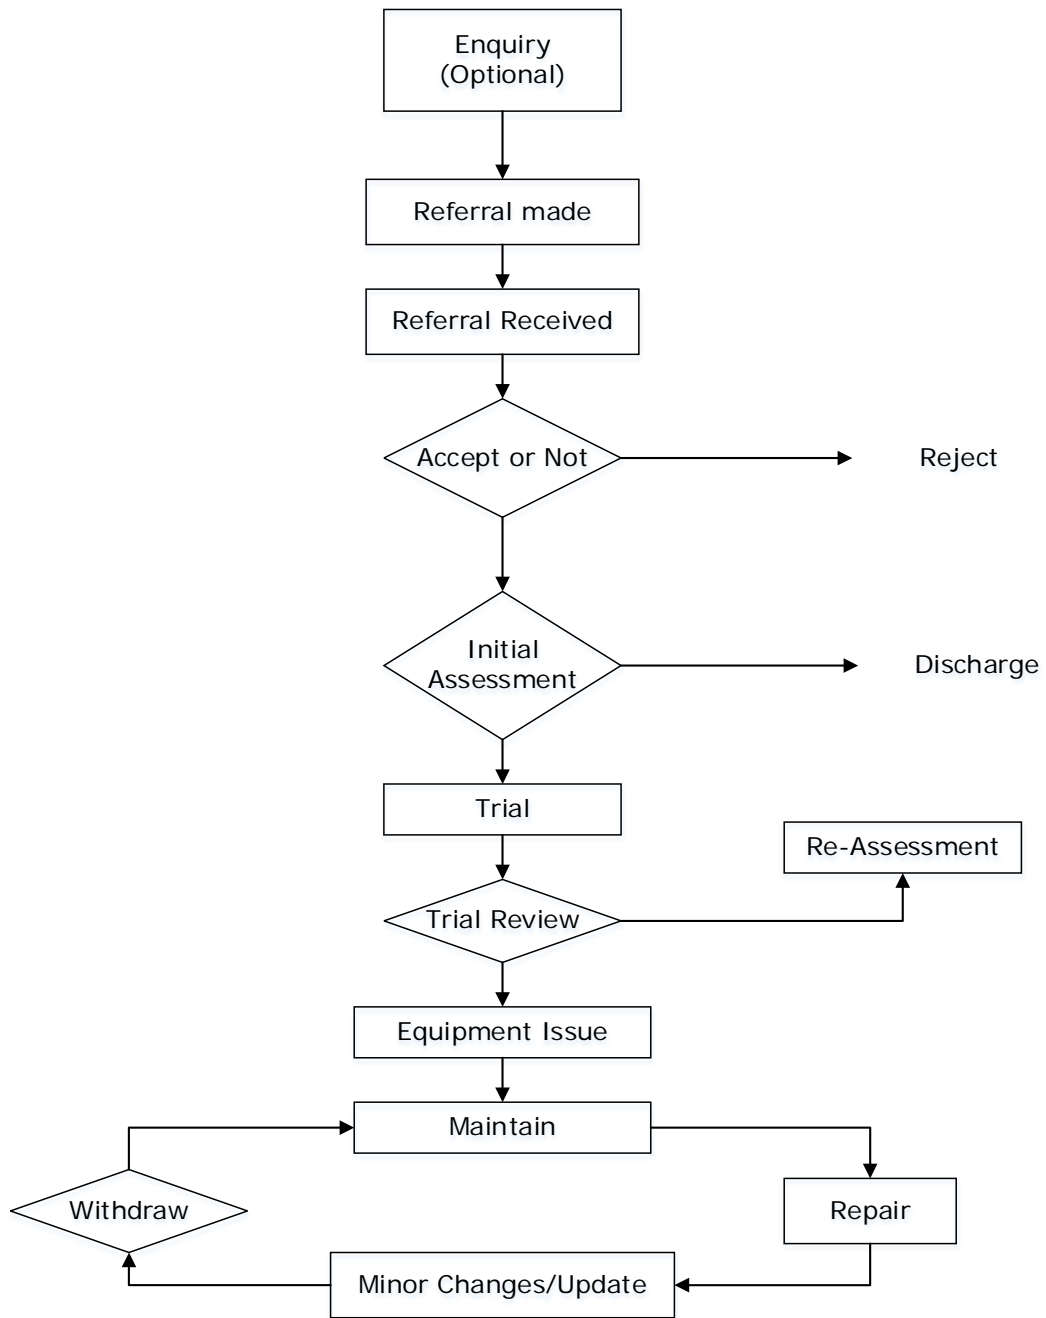 Enquiry
(Optional)
Referral made
Referral Received
Accept or Not
Reject
Initial
Assessment
Discharge
Trial
Re-Assessment
Trial Review
Equipment Issue
Maintain
Withdraw
Repair
Minor Changes/Update